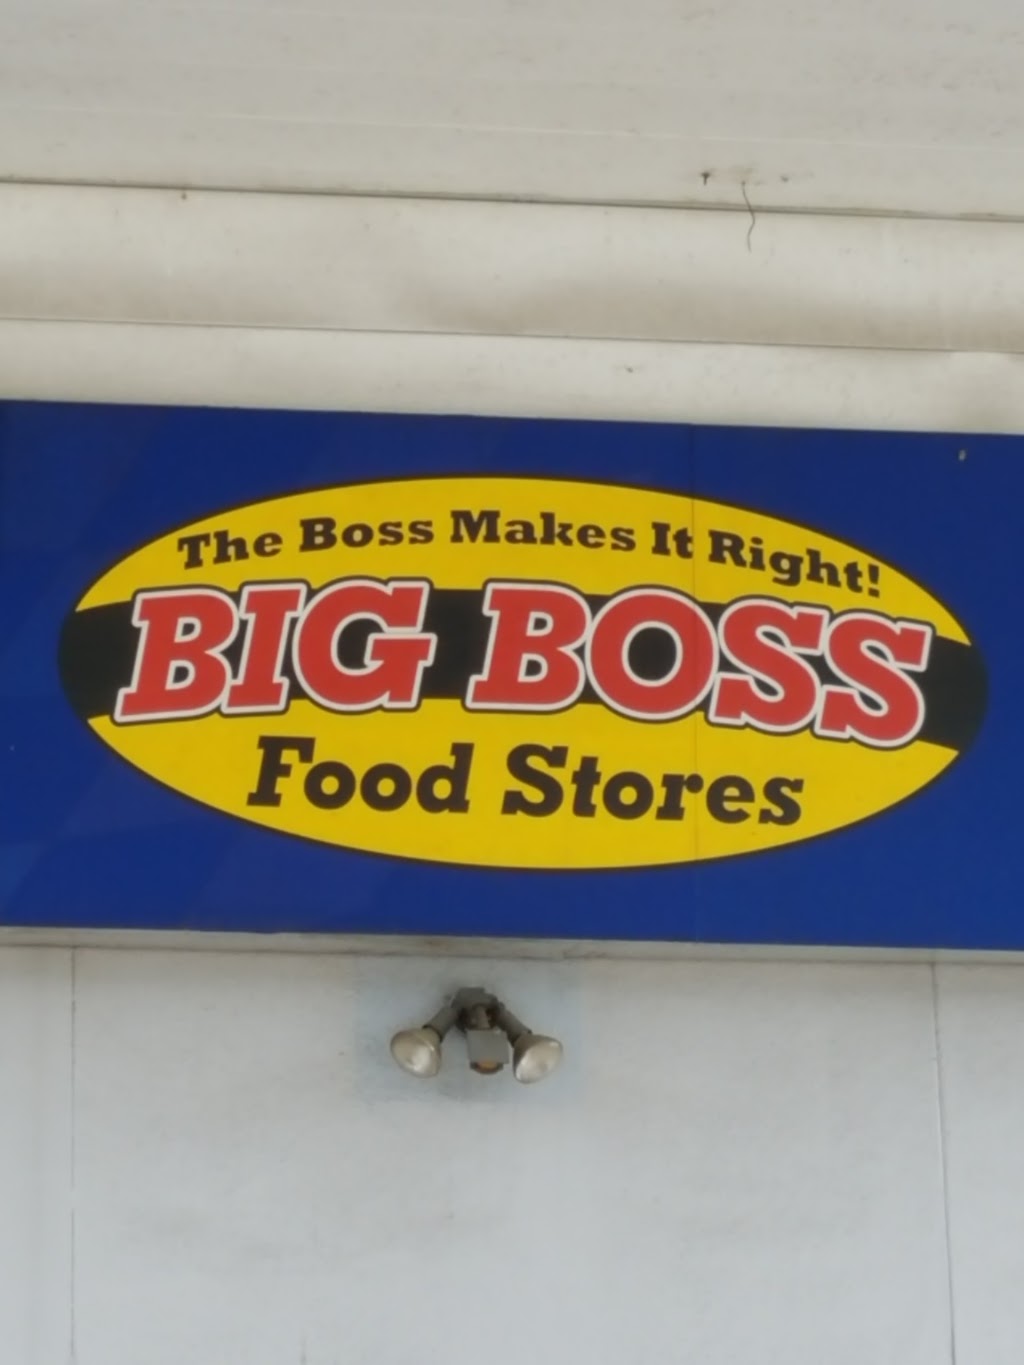 The Boss Makes It Right!
BIG BOSS
Food Stores